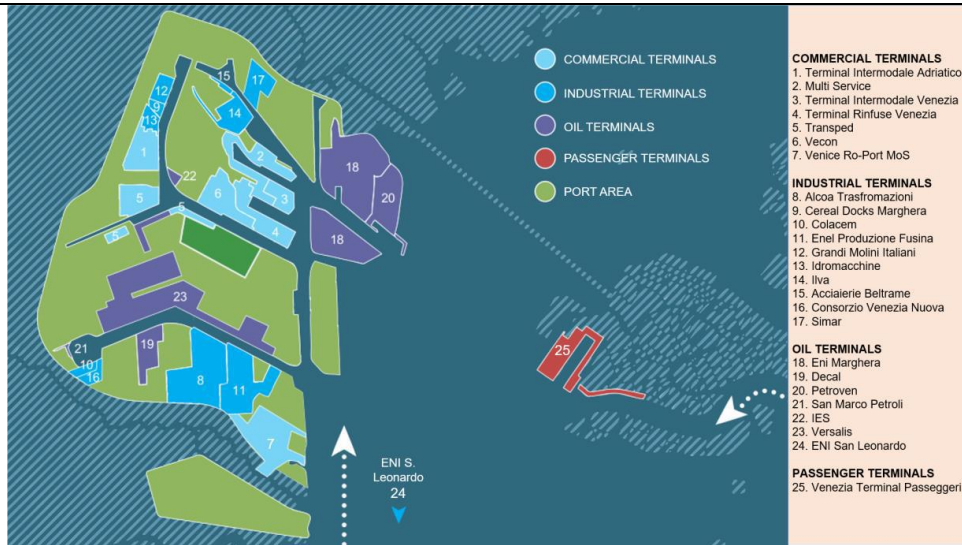 COMMERCIAL TERMINALS
INDUSTRIAL TERMINALS
OIL TERMINALS
PASSENGER TERMINALS
PORT AREA
15
17
12
9
13
14
1
2
18
22
20
6
5
3
5
4
5
18
23
21
19
10
16
8
11
7
25
ENI S.
Leonardo
24
COMMERCIAL TERMINALS
1. Terminal Intermodale Adriatico
2. Multi Service
3. Terminal Intermodale Venezia
4. Terminal Rinfuse Venezia
5. Transped
6. Vecon
7. Venice Ro-Port MoS
INDUSTRIAL TERMINALS
8. Alcoa Trasfromazioni
9. Cereal Docks Marghera
10. Colacem
11. Enel Produzione Fusina
12. Grandi Molini Italiani
13. Idromacchine
14. Ilva
15. Acciaierie Beltrame
16. Consorzio Venezia Nuova
17. Simar
OIL TERMINALS
18. Eni Marghera
19. Decal
20. Petroven
21. San Marco Petroli
22. IES
23. Versalis
24. ENI San Leonardo
PASSENGER TERMINALS
25. Venezia Terminal Passeggeri